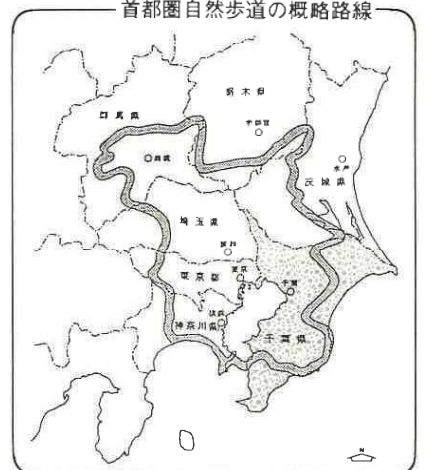 首都圏自然歩道の概略路線
栃木県
群馬県
宇都宮
前橋
水戸
茨城県
埼玉県
浦川
東京都
東京
千葉
横浜
神奈川県
千葉県
N